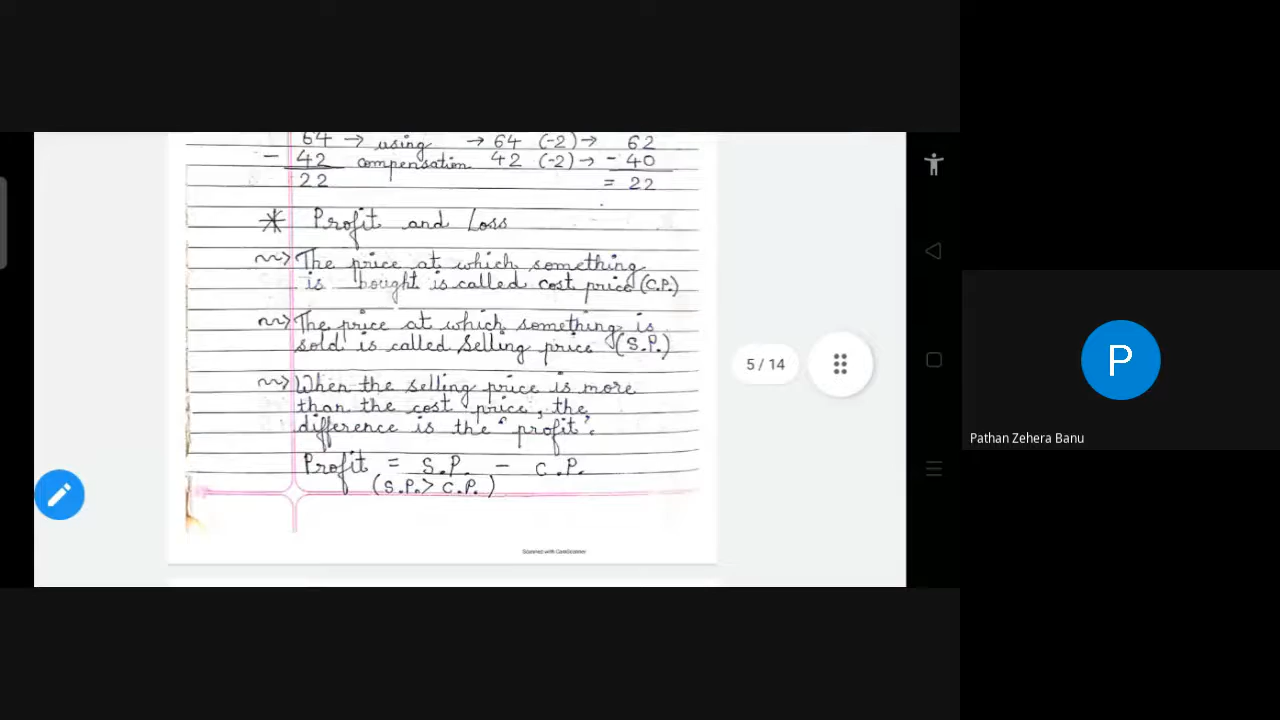 64 → using → 64 (-2) → 62
- 42 compensation 42 (-2) → - 40
22 = 22
* Profit and Loss
~~> The price at which something
is bought is called cost price (C.P.)
~~> The price at which something is
sold is called Selling price (S.P.)
~~> When the selling price is more
than the cost price, the
difference is the "profit".
Profit = S.P. - C.P.
(S.P. > C.P.)
Scanned with CamScanner
5 / 14
P
Pathan Zehera Banu